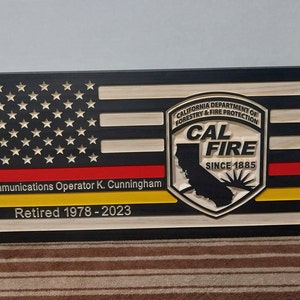 CALIFORNIA DEPARTMENT OF
FORESTRY & FIRE PROTECTION
CAL
FIRE
SINCE 1885
Operator K. Cunningham
Retired 1978 - 2023